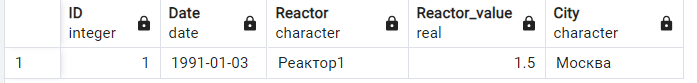 ID Date Reactor Reactor_value City
integer date character real character
1 1 1991-01-03 Реактор1 1.5 Москва